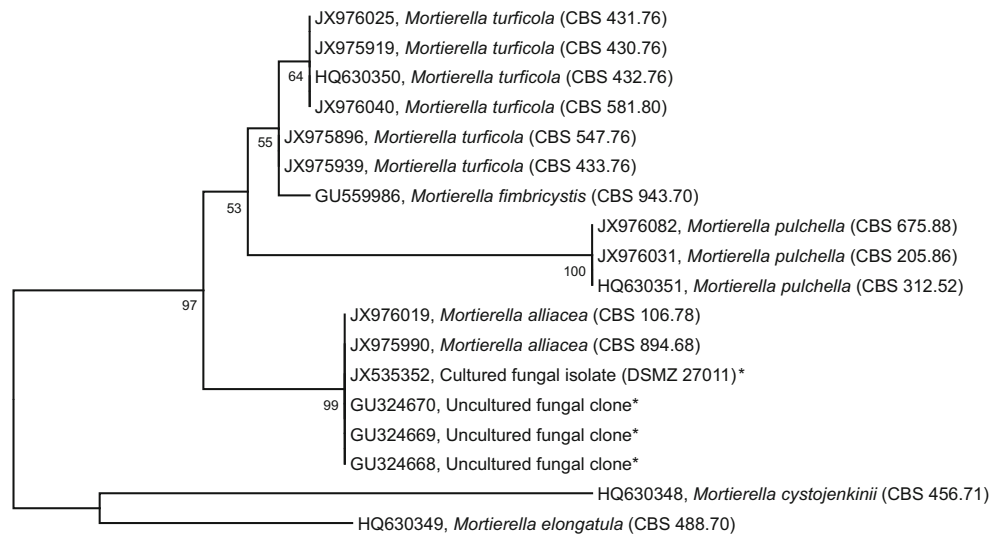 JX976025, Mortierella turficola (CBS 431.76)
JX975919, Mortierella turficola (CBS 430.76)
64
HQ630350, Mortierella turficola (CBS 432.76)
JX976040, Mortierella turficola (CBS 581.80)
55
JX975896, Mortierella turficola (CBS 547.76)
JX975939, Mortierella turficola (CBS 433.76)
GU559986, Mortierella fimbricystis (CBS 943.70)
53
JX976082, Mortierella pulchella (CBS 675.88)
JX976031, Mortierella pulchella (CBS 205.86)
100
HQ630351, Mortierella pulchella (CBS 312.52)
97
JX976019, Mortierella alliacea (CBS 106.78)
JX975990, Mortierella alliacea (CBS 894.68)
JX535352, Cultured fungal isolate (DSMZ 27011)*
99
GU324670, Uncultured fungal clone*
GU324669, Uncultured fungal clone*
GU324668, Uncultured fungal clone*
HQ630348, Mortierella cystojenkinii (CBS 456.71)
HQ630349, Mortierella elongatula (CBS 488.70)